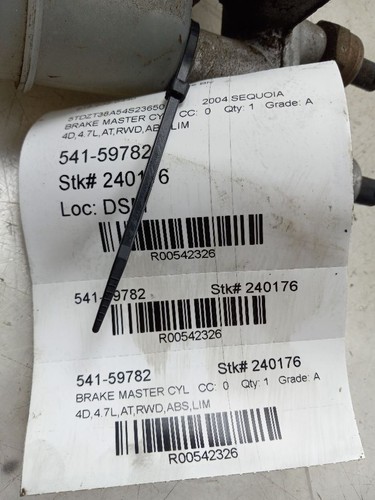 2004 SEQUOIA
BRAKE MASTER CYL CC: 0 Qty: 1 Grade: A
4D,4.7L,AT,RWD,ABS,LIM
541-59782
Stk# 240176
Loc:
R00542326
541-59782 Stk# 240176
R00542326
541-59782 Stk# 240176
BRAKE MASTER CYL CC: 0 Qty: 1 Grade: A
4D,4.7L,AT,RWD,ABS,LIM
R00542326